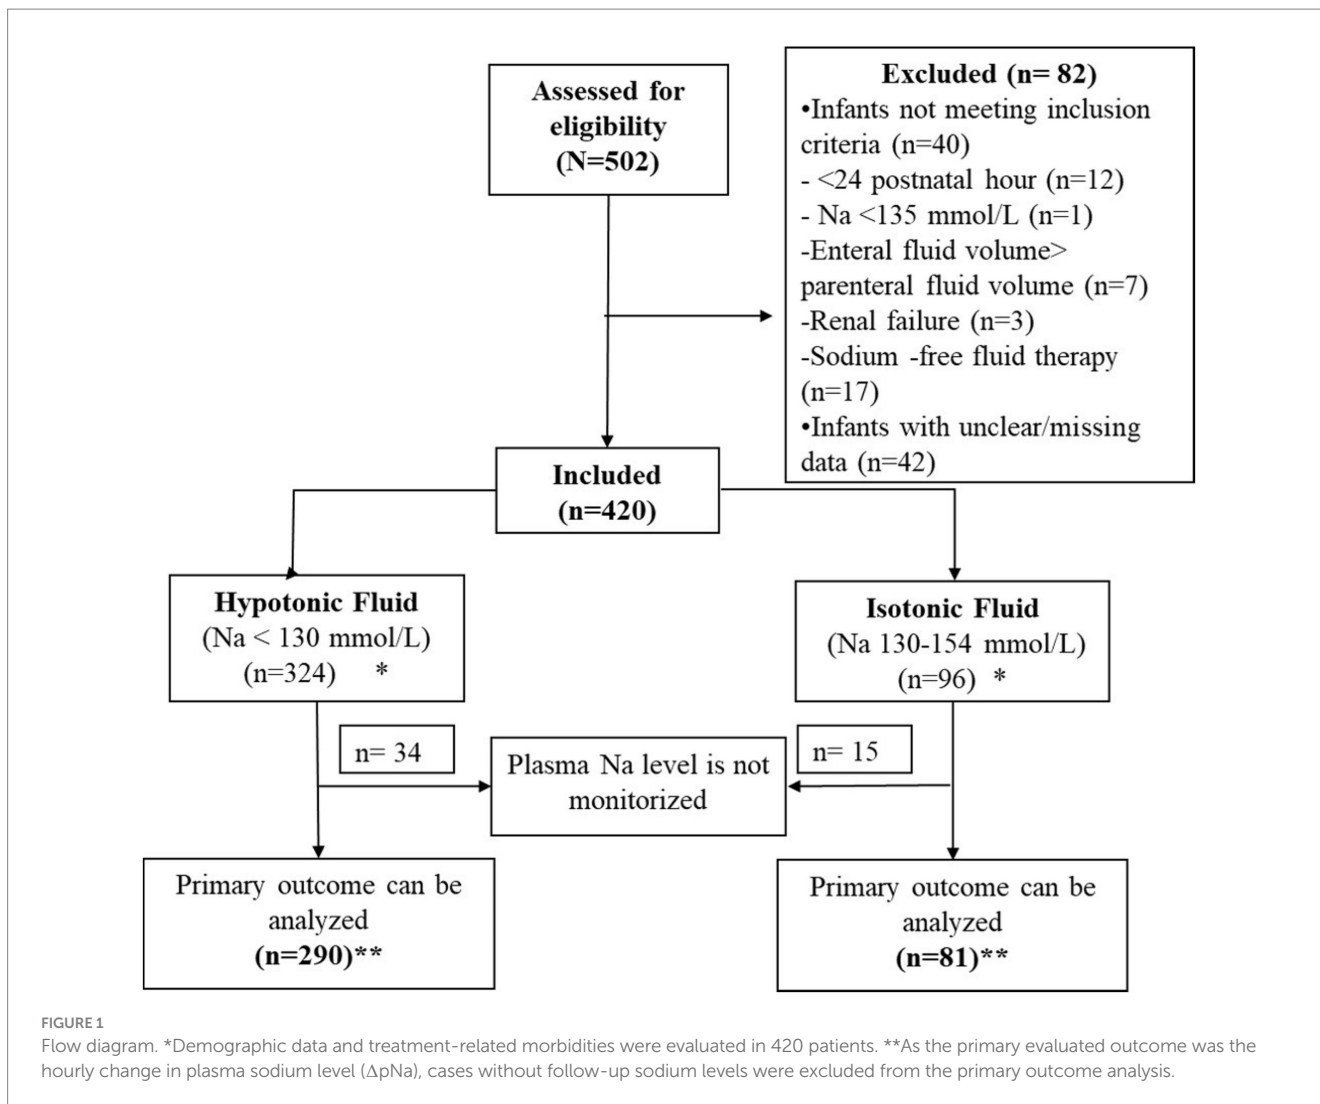 Assessed for
eligibility
(N=502)
Excluded (n= 82)
•Infants not meeting inclusion
criteria (n=40)
- <24 postnatal hour (n=12)
- Na <135 mmol/L (n=1)
-Enteral fluid volume>
parenteral fluid volume (n=7)
-Renal failure (n=3)
-Sodium -free fluid therapy
(n=17)
•Infants with unclear/missing
data (n=42)
Included
(n=420)
Hypotonic Fluid
(Na < 130 mmol/L)
(n=324) *
Isotonic Fluid
(Na 130-154 mmol/L)
(n=96) *
n= 34
Plasma Na level is not
monitorized
n= 15
Primary outcome can be
analyzed
(n=290)**
Primary outcome can be
analyzed
(n=81)**
FIGURE 1
Flow diagram. *Demographic data and treatment-related morbidities were evaluated in 420 patients. **As the primary evaluated outcome was the
hourly change in plasma sodium level (ΔpNa), cases without follow-up sodium levels were excluded from the primary outcome analysis.